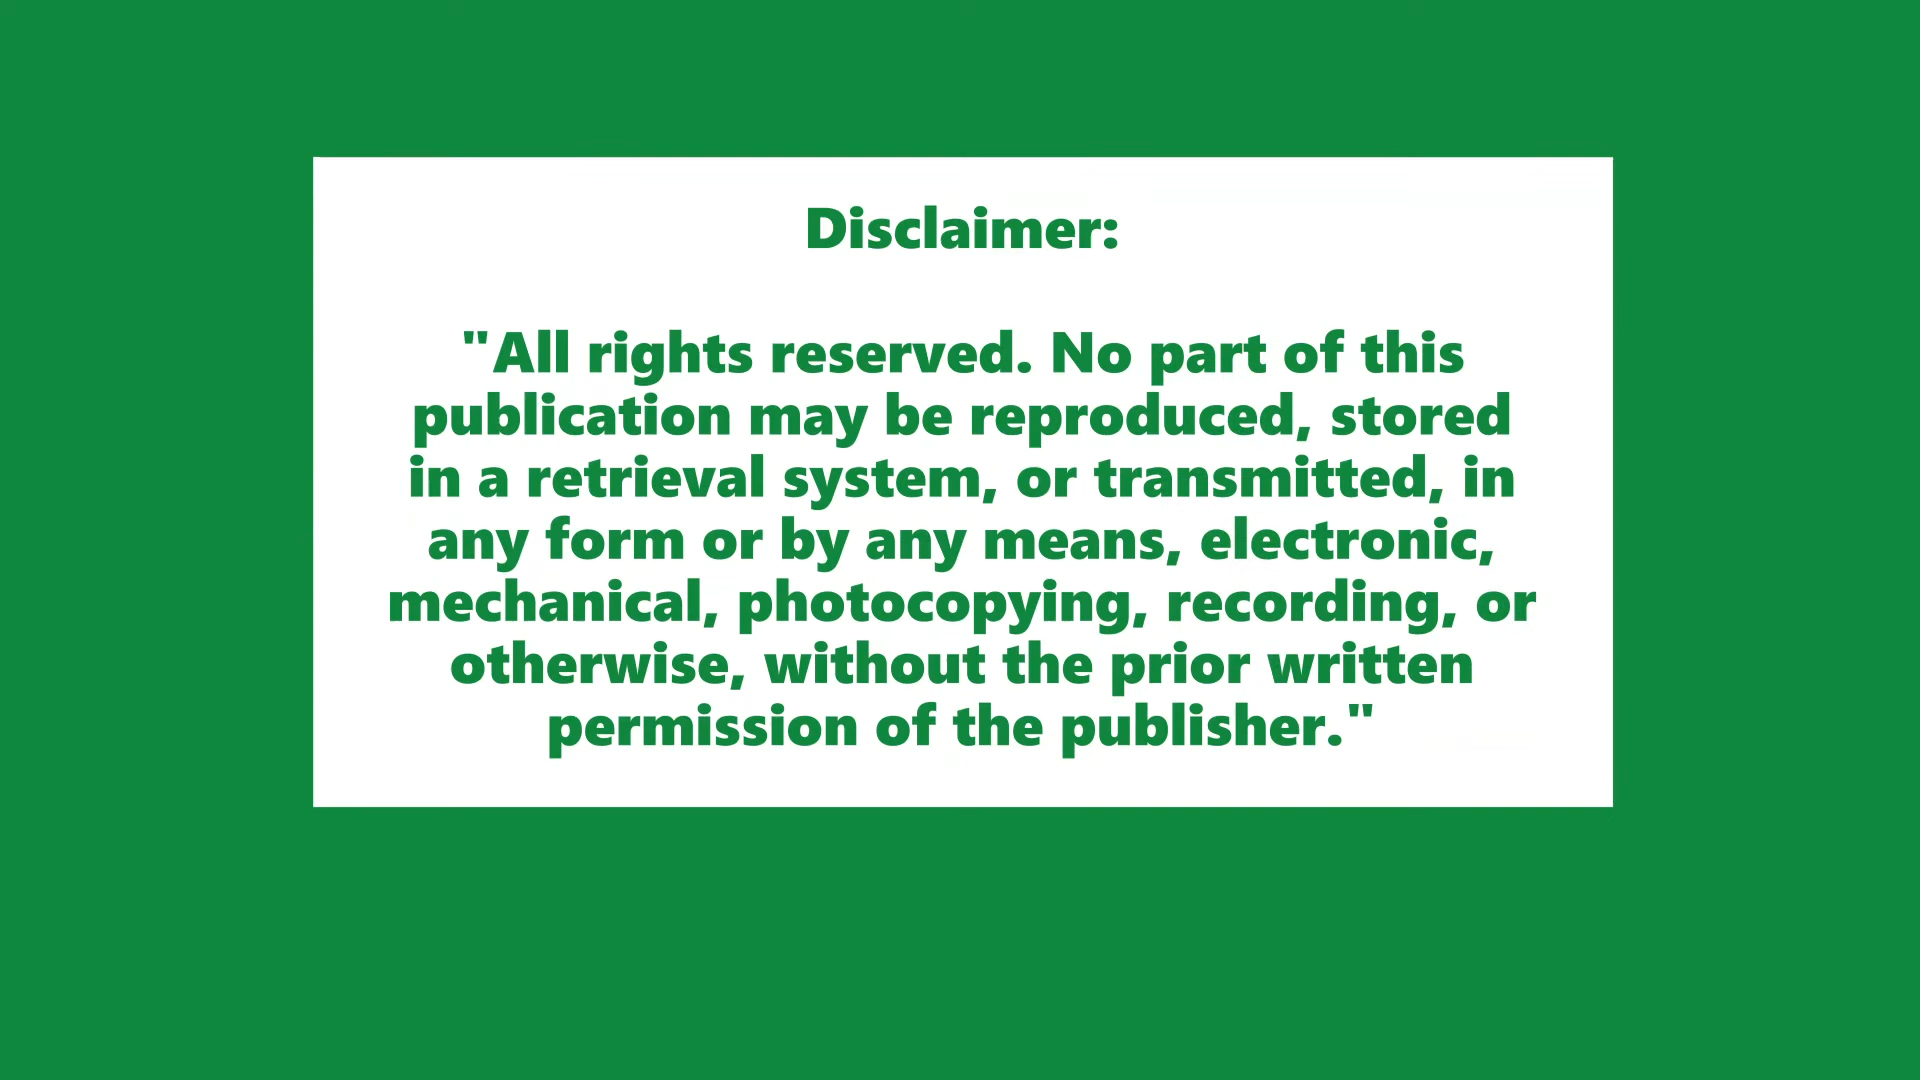 Disclaimer:
"All rights reserved. No part of this
publication may be reproduced, stored
in a retrieval system, or transmitted, in
any form or by any means, electronic,
mechanical, photocopying, recording, or
otherwise, without the prior written
permission of the publisher."